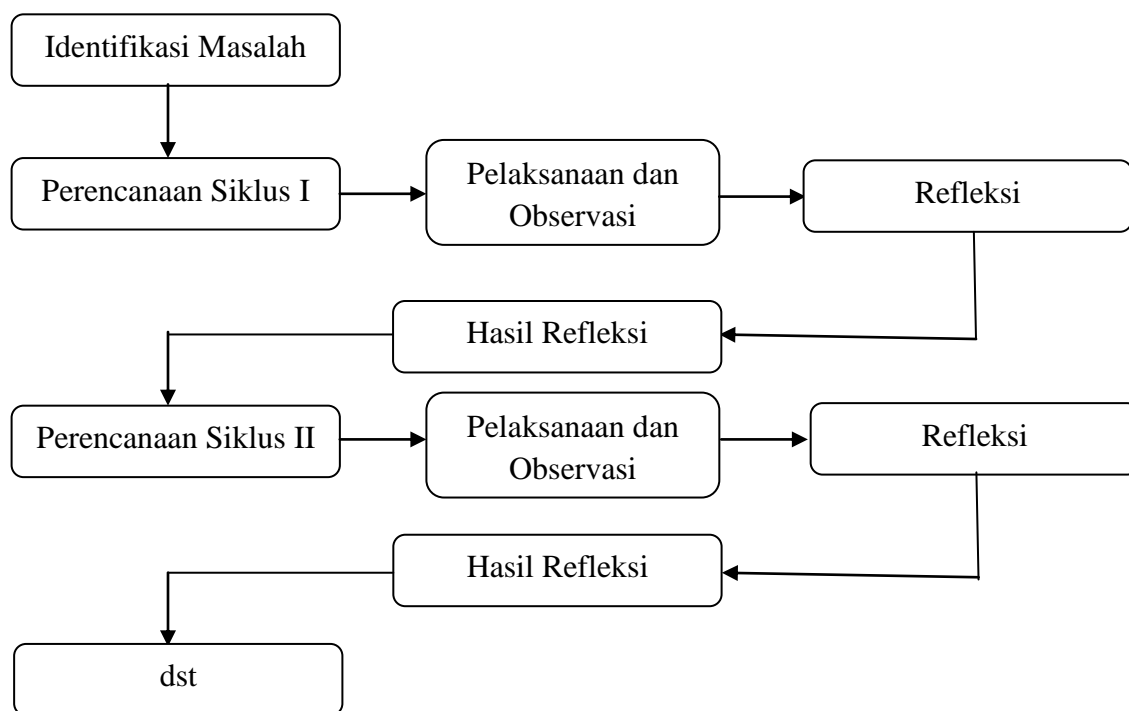 Identifikasi Masalah
Perencanaan Siklus I
Pelaksanaan dan
Observasi
Refleksi
Hasil Refleksi
Perencanaan Siklus II
Pelaksanaan dan
Observasi
Refleksi
Hasil Refleksi
dst